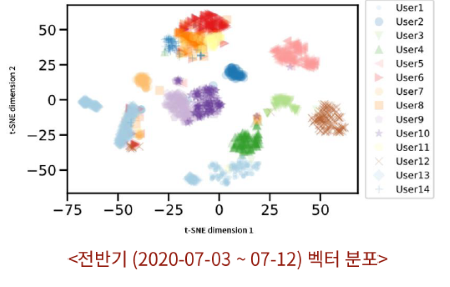 50
25
0
−25
−50
t-SNE dimension 2
−75 −50 −25 0 25 50
t-SNE dimension 1
User1
User2
User3
User4
User5
User6
User7
User8
User9
User10
User11
User12
User13
User14
<전반기 (2020-07-03 ~ 07-12) 벡터 분포>